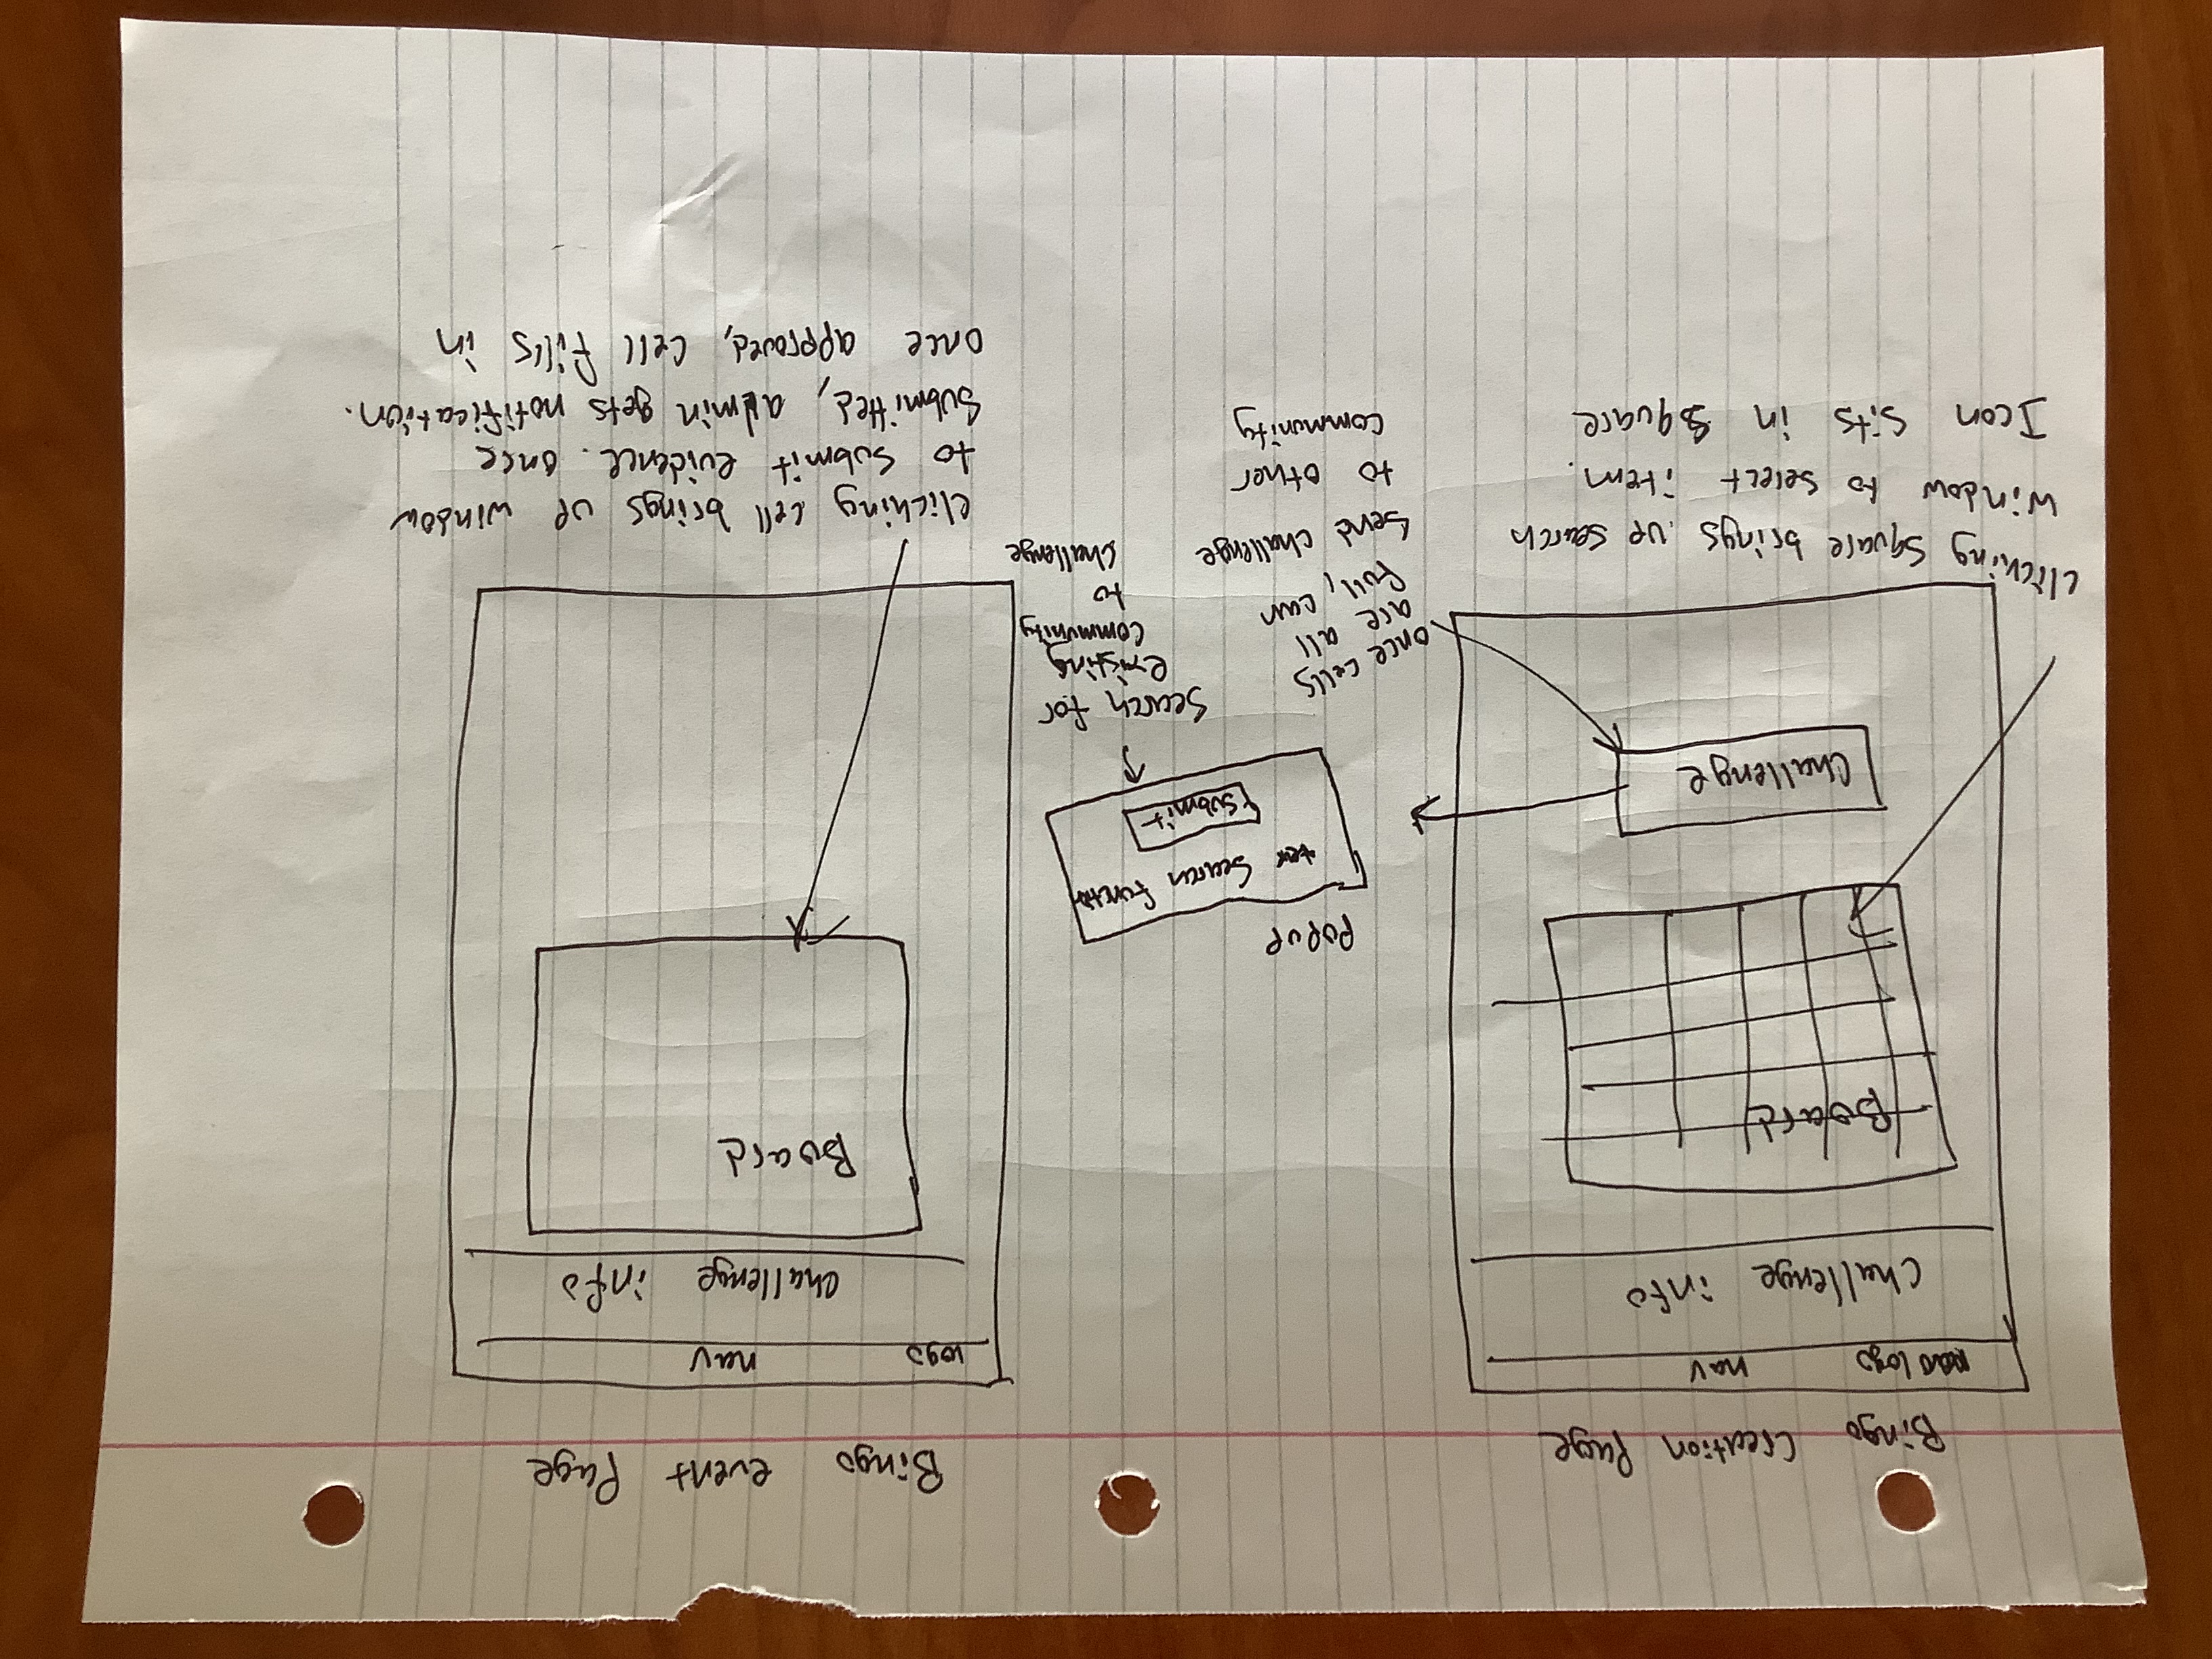 Bingo Creation Page
logo nav
Challenge info
Board
Challenge
Clicking Square brings up search
window to select item.
Icon sits in square
POPUP
Search function
Submit
once cells
are all
full, can
Send challenge
to other
community
Search for
existing
community
to
challenge
Bingo event Page
logo nav
Challenge info
Board
clicking cell brings up window
to submit evidence. once
Submitted, admin gets notification.
once approved, cell fills in